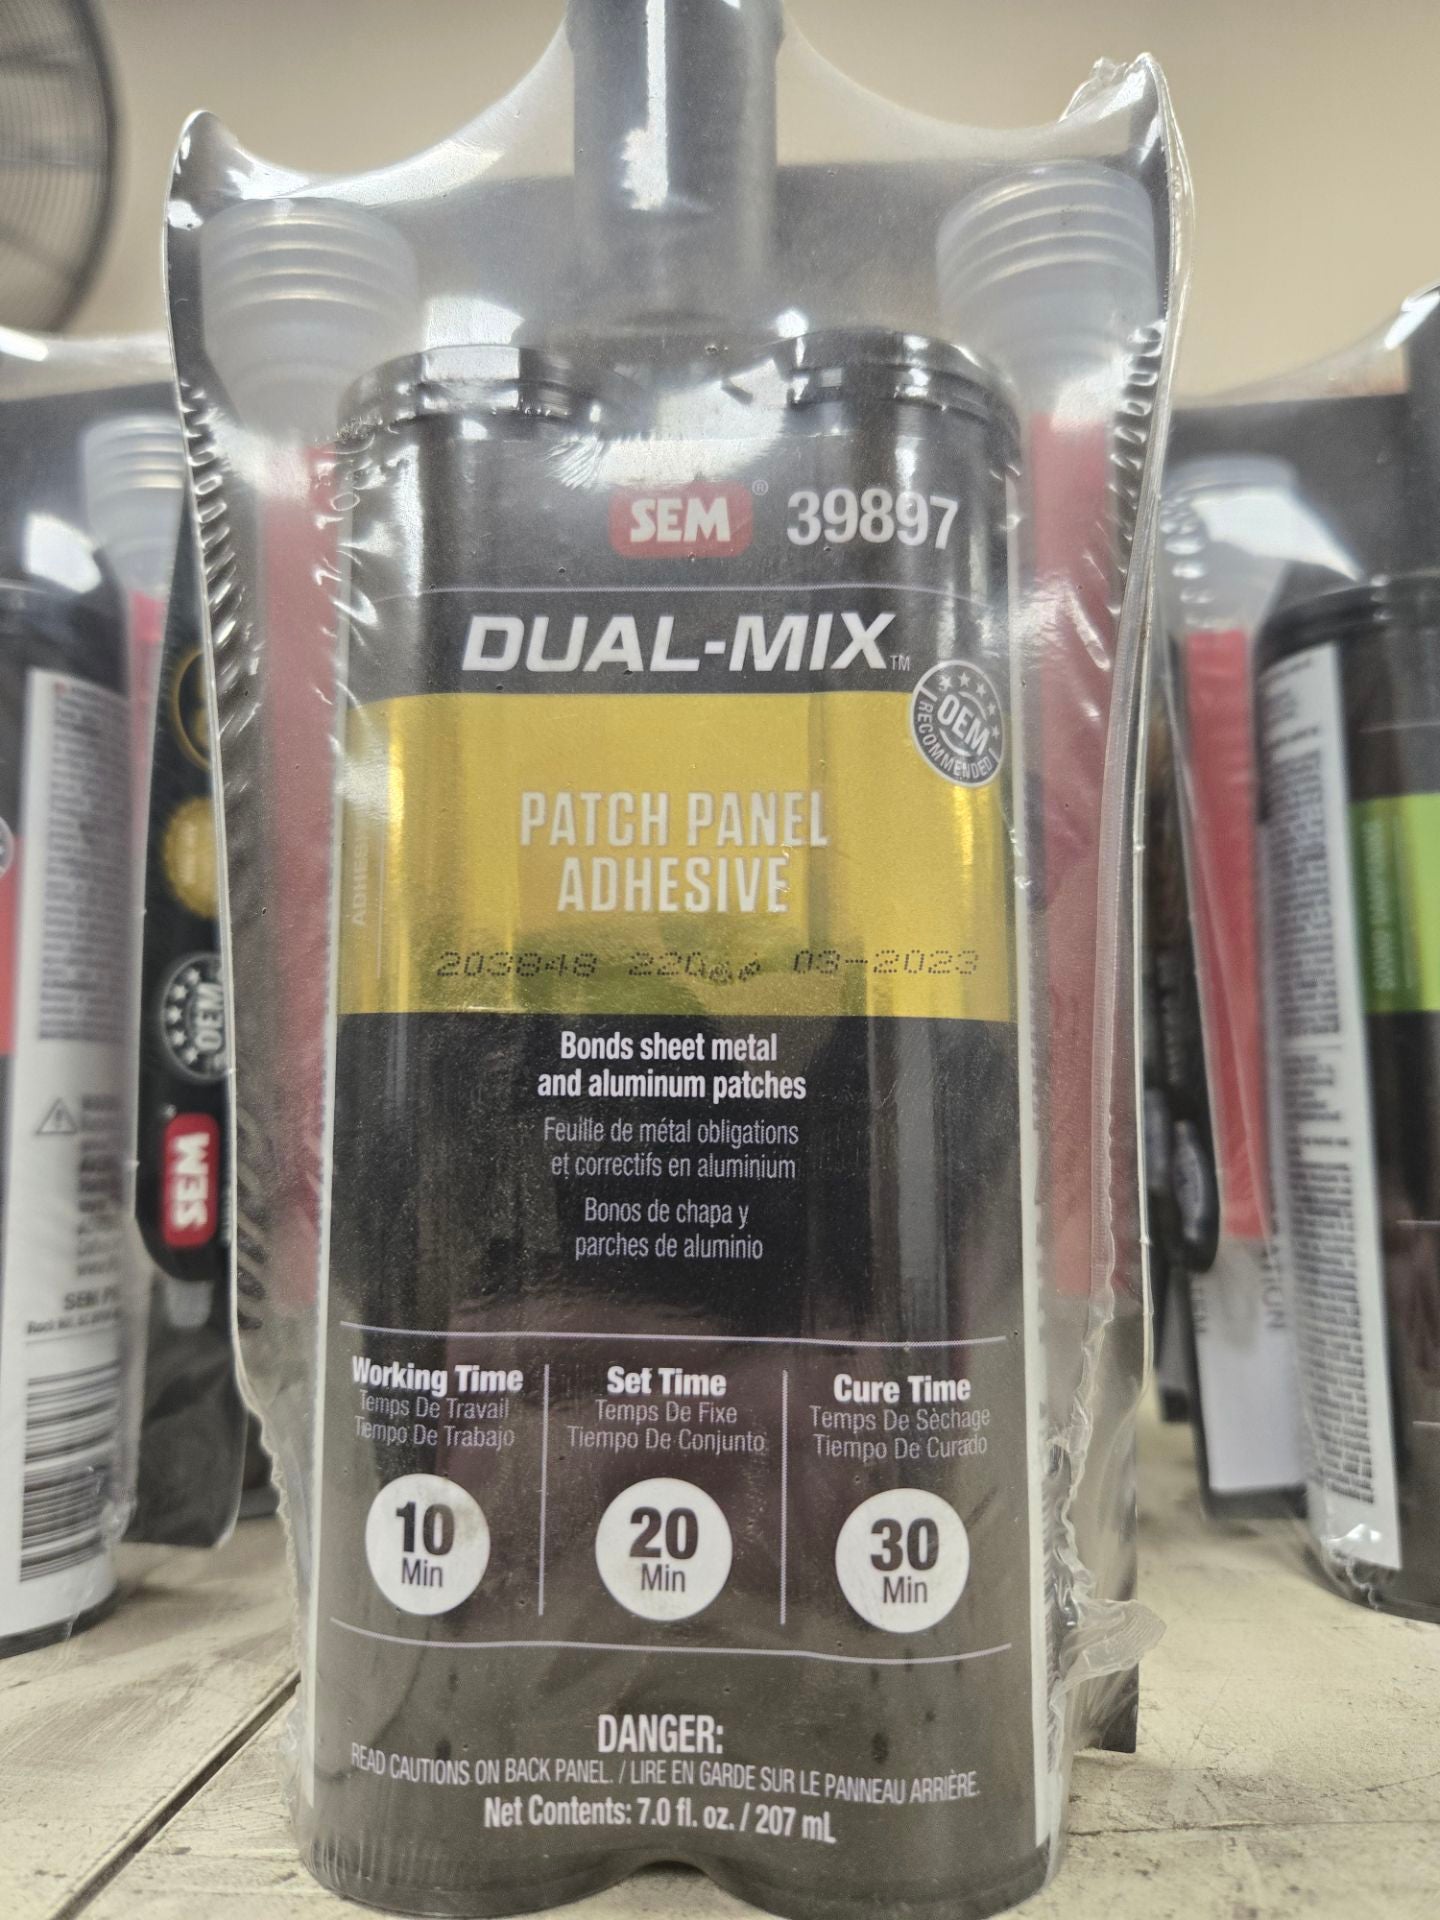 SEM® 39897
DUAL-MIX™
OEM
RECOMMENDED
PATCH PANEL
ADHESIVE
203848 03-2023
Bonds sheet metal
and aluminum patches
Feuille de métal obligations
et correctifs en aluminium
Bonos de chapa y
parches de aluminio
Working Time
Temps De Travail
Tiempo De Trabajo
10
Min
Set Time
Temps De Fixe
Tiempo De Conjunto
20
Min
Cure Time
Temps De Sèchage
Tiempo De Curado
30
Min
DANGER:
READ CAUTIONS ON BACK PANEL. / LIRE EN GARDE SUR LE PANNEAU ARRIÈRE.
Net Contents: 7.0 fl. oz. / 207 mL
OEM
SEM